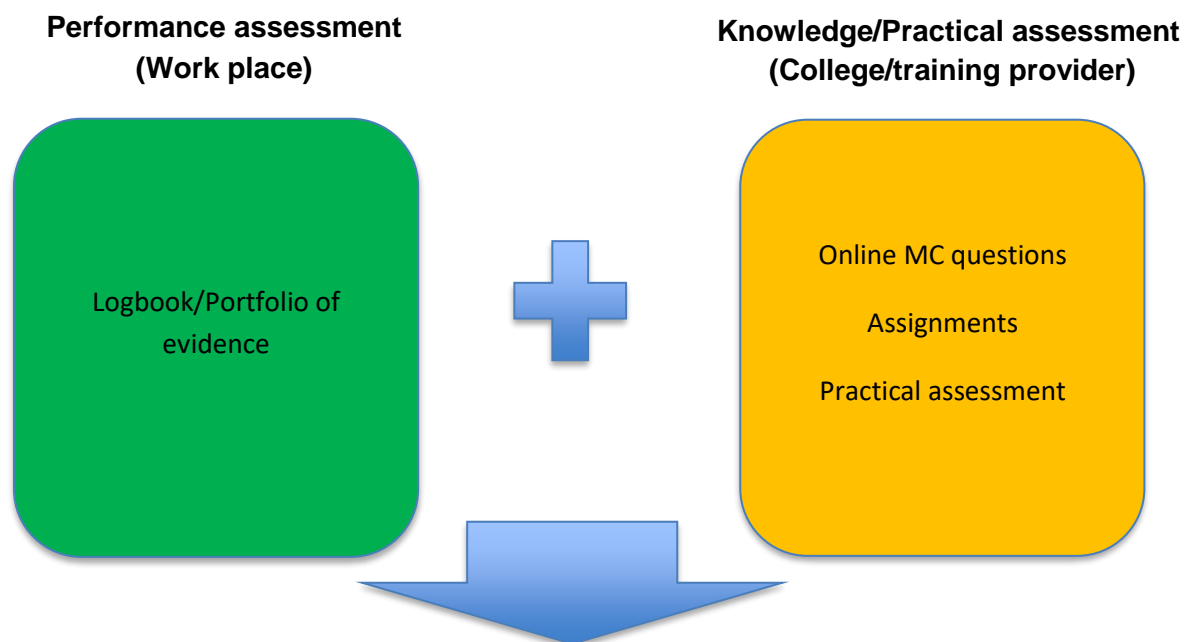 Performance assessment
(Work place)
Knowledge/Practical assessment
(College/training provider)
Logbook/Portfolio of
evidence
Online MC questions
Assignments
Practical assessment